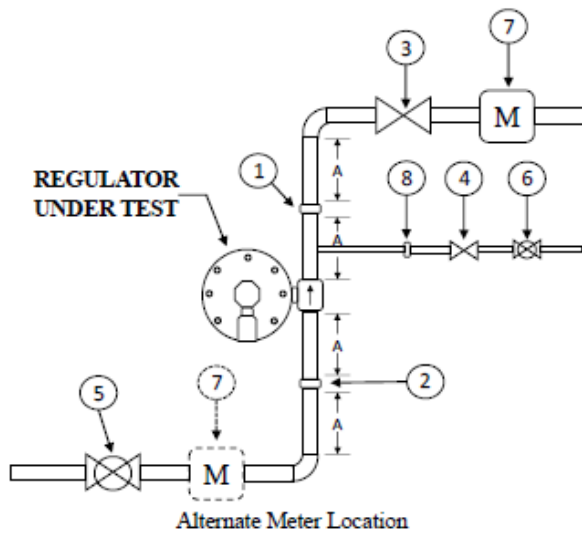 3
7
M
1
A
REGULATOR
UNDER TEST
8
4
6
A
A
2
A
7
5
M
Alternate Meter Location